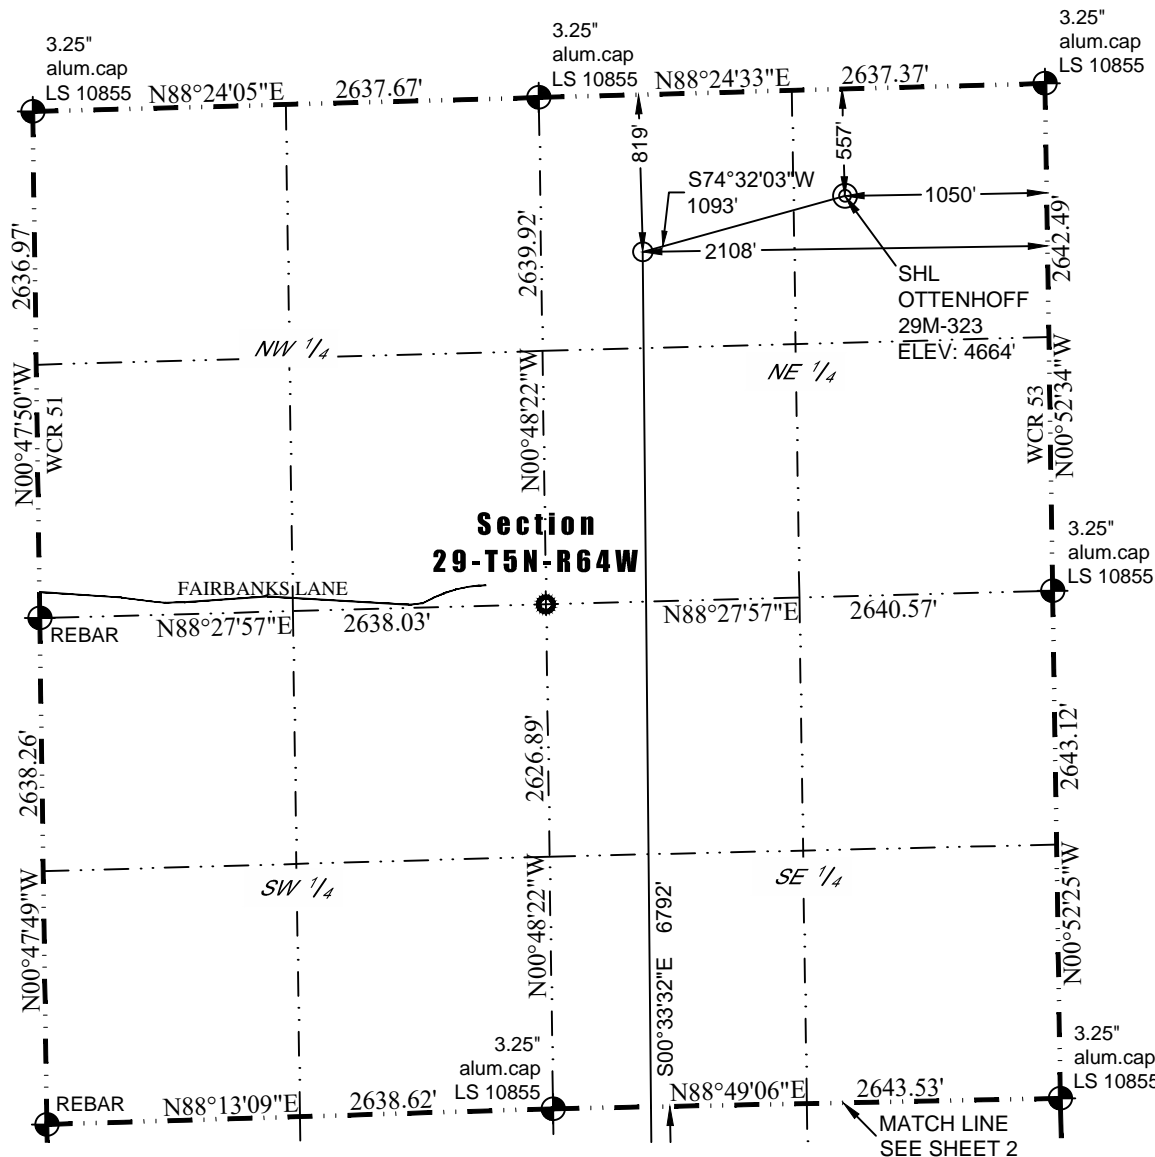 3.25"
alum.cap
LS 10855
3.25"
alum.cap
LS 10855
3.25"
alum.cap
LS 10855
N88°24'05"E
2637.67'
N88°24'33"E
2637.37'
819'
557'
S74°32'03"W
1093'
1050'
2108'
2636.97'
2639.92'
2642.49'
SHL
OTTENHOFF
29M-323
ELEV: 4664'
NW 1/4
NE 1/4
N00°47'50"W
WCR 51
N00°48'22"W
WCR 53
N00°52'34"W
Section
29-T5N-R64W
3.25"
alum.cap
LS 10855
FAIRBANKS LANE
REBAR
N88°27'57"E
2638.03'
N88°27'57"E
2640.57'
2638.26'
2626.89'
2643.12'
SW 1/4
SE 1/4
N00°47'49"W
N00°48'22"W
S00°33'32"E 6792'
N00°52'25"W
3.25"
alum.cap
LS 10855
3.25"
alum.cap
LS 10855
REBAR
N88°13'09"E
2638.62'
N88°49'06"E
2643.53'
MATCH LINE
SEE SHEET 2